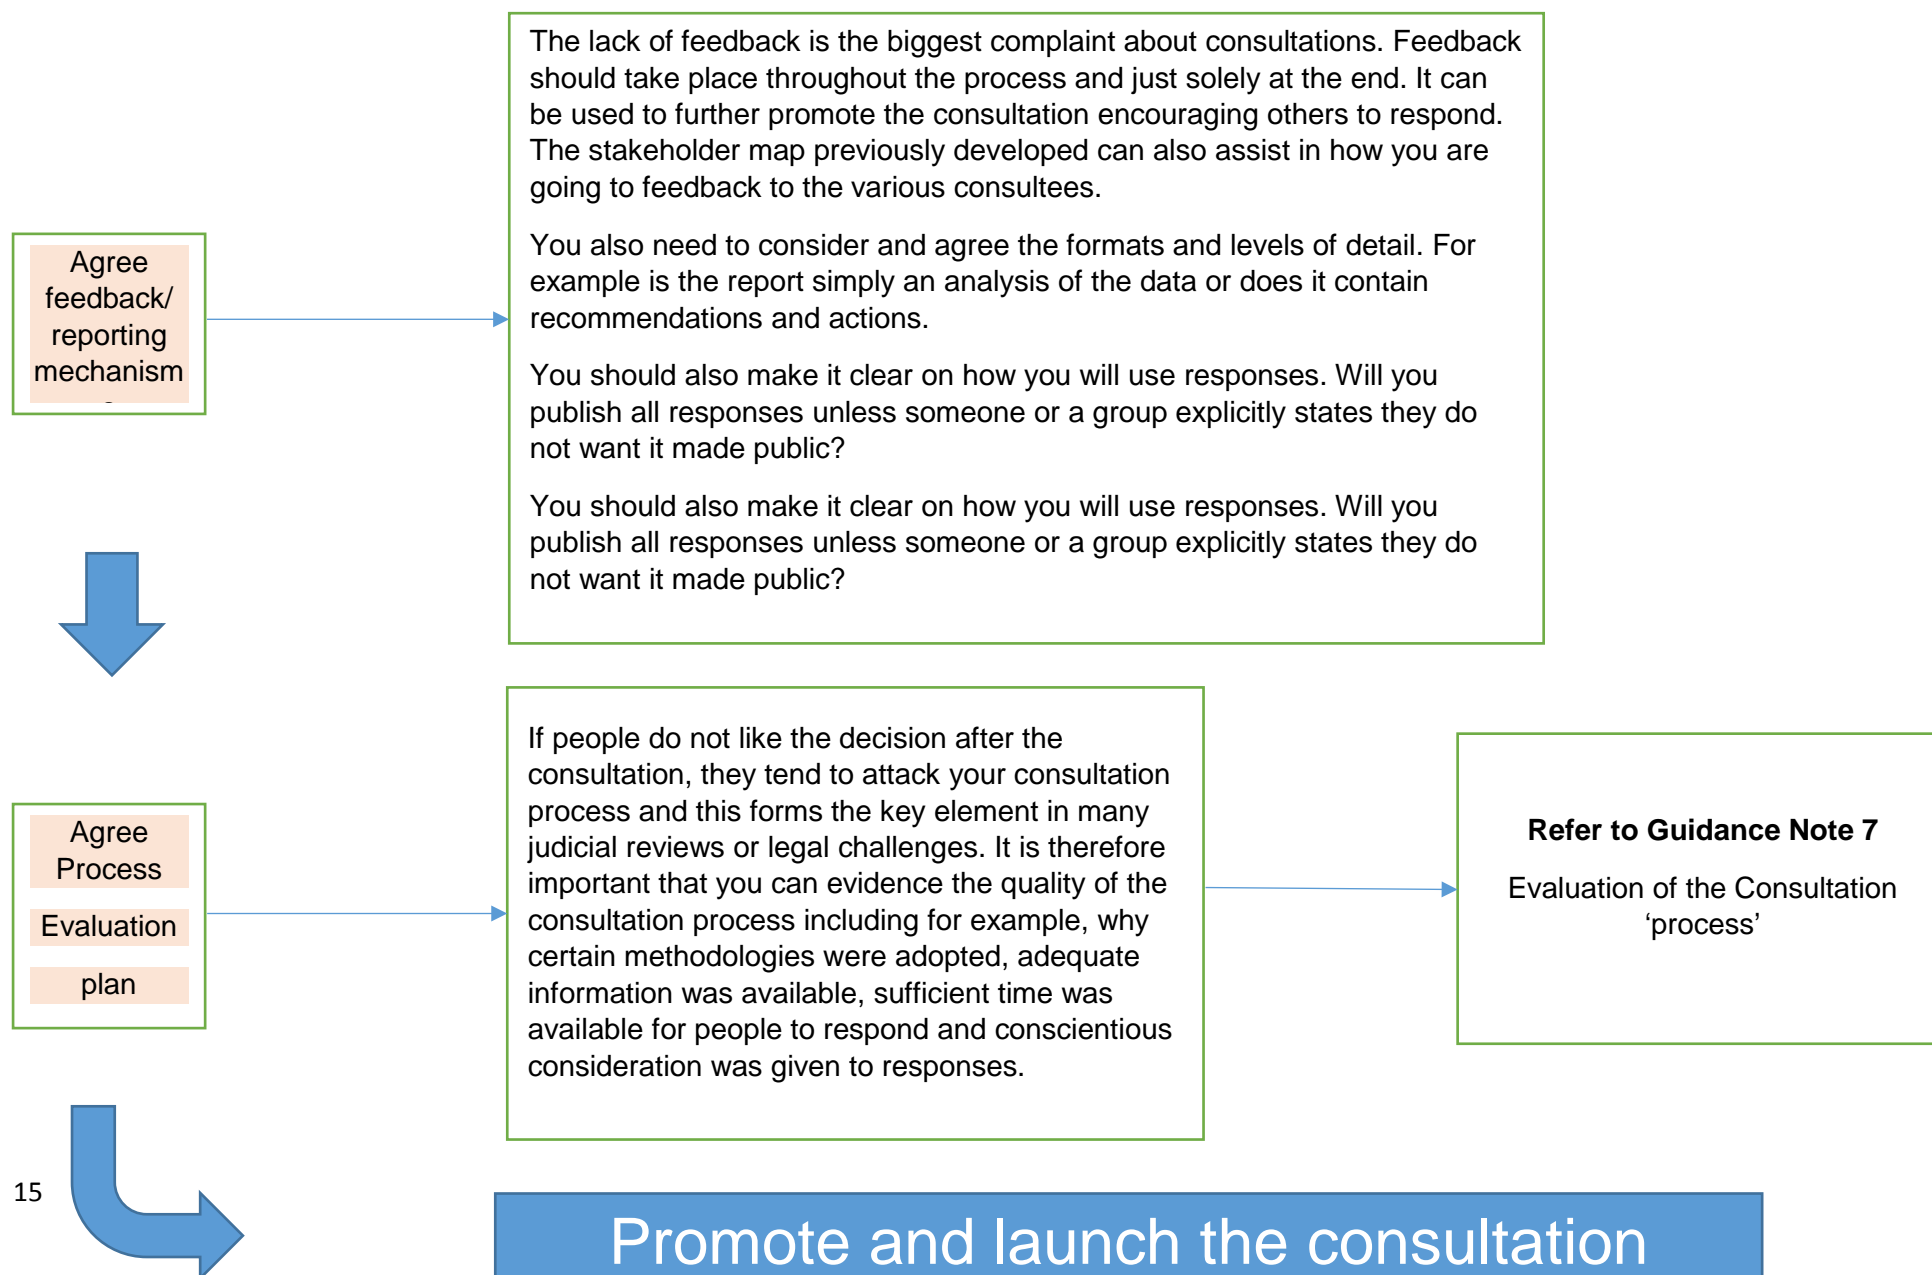 The lack of feedback is the biggest complaint about consultations. Feedback
should take place throughout the process and just solely at the end. It can
be used to further promote the consultation encouraging others to respond.
The stakeholder map previously developed can also assist in how you are
going to feedback to the various consultees.
You also need to consider and agree the formats and levels of detail. For
example is the report simply an analysis of the data or does it contain
recommendations and actions.
You should also make it clear on how you will use responses. Will you
publish all responses unless someone or a group explicitly states they do
not want it made public?
You should also make it clear on how you will use responses. Will you
publish all responses unless someone or a group explicitly states they do
not want it made public?
Agree
feedback/
reporting
mechanism
If people do not like the decision after the
consultation, they tend to attack your consultation
process and this forms the key element in many
judicial reviews or legal challenges. It is therefore
important that you can evidence the quality of the
consultation process including for example, why
certain methodologies were adopted, adequate
information was available, sufficient time was
available for people to respond and conscientious
consideration was given to responses.
Agree
Process
Evaluation
plan
Refer to Guidance Note 7
Evaluation of the Consultation
‘process’
15
Promote and launch the consultation